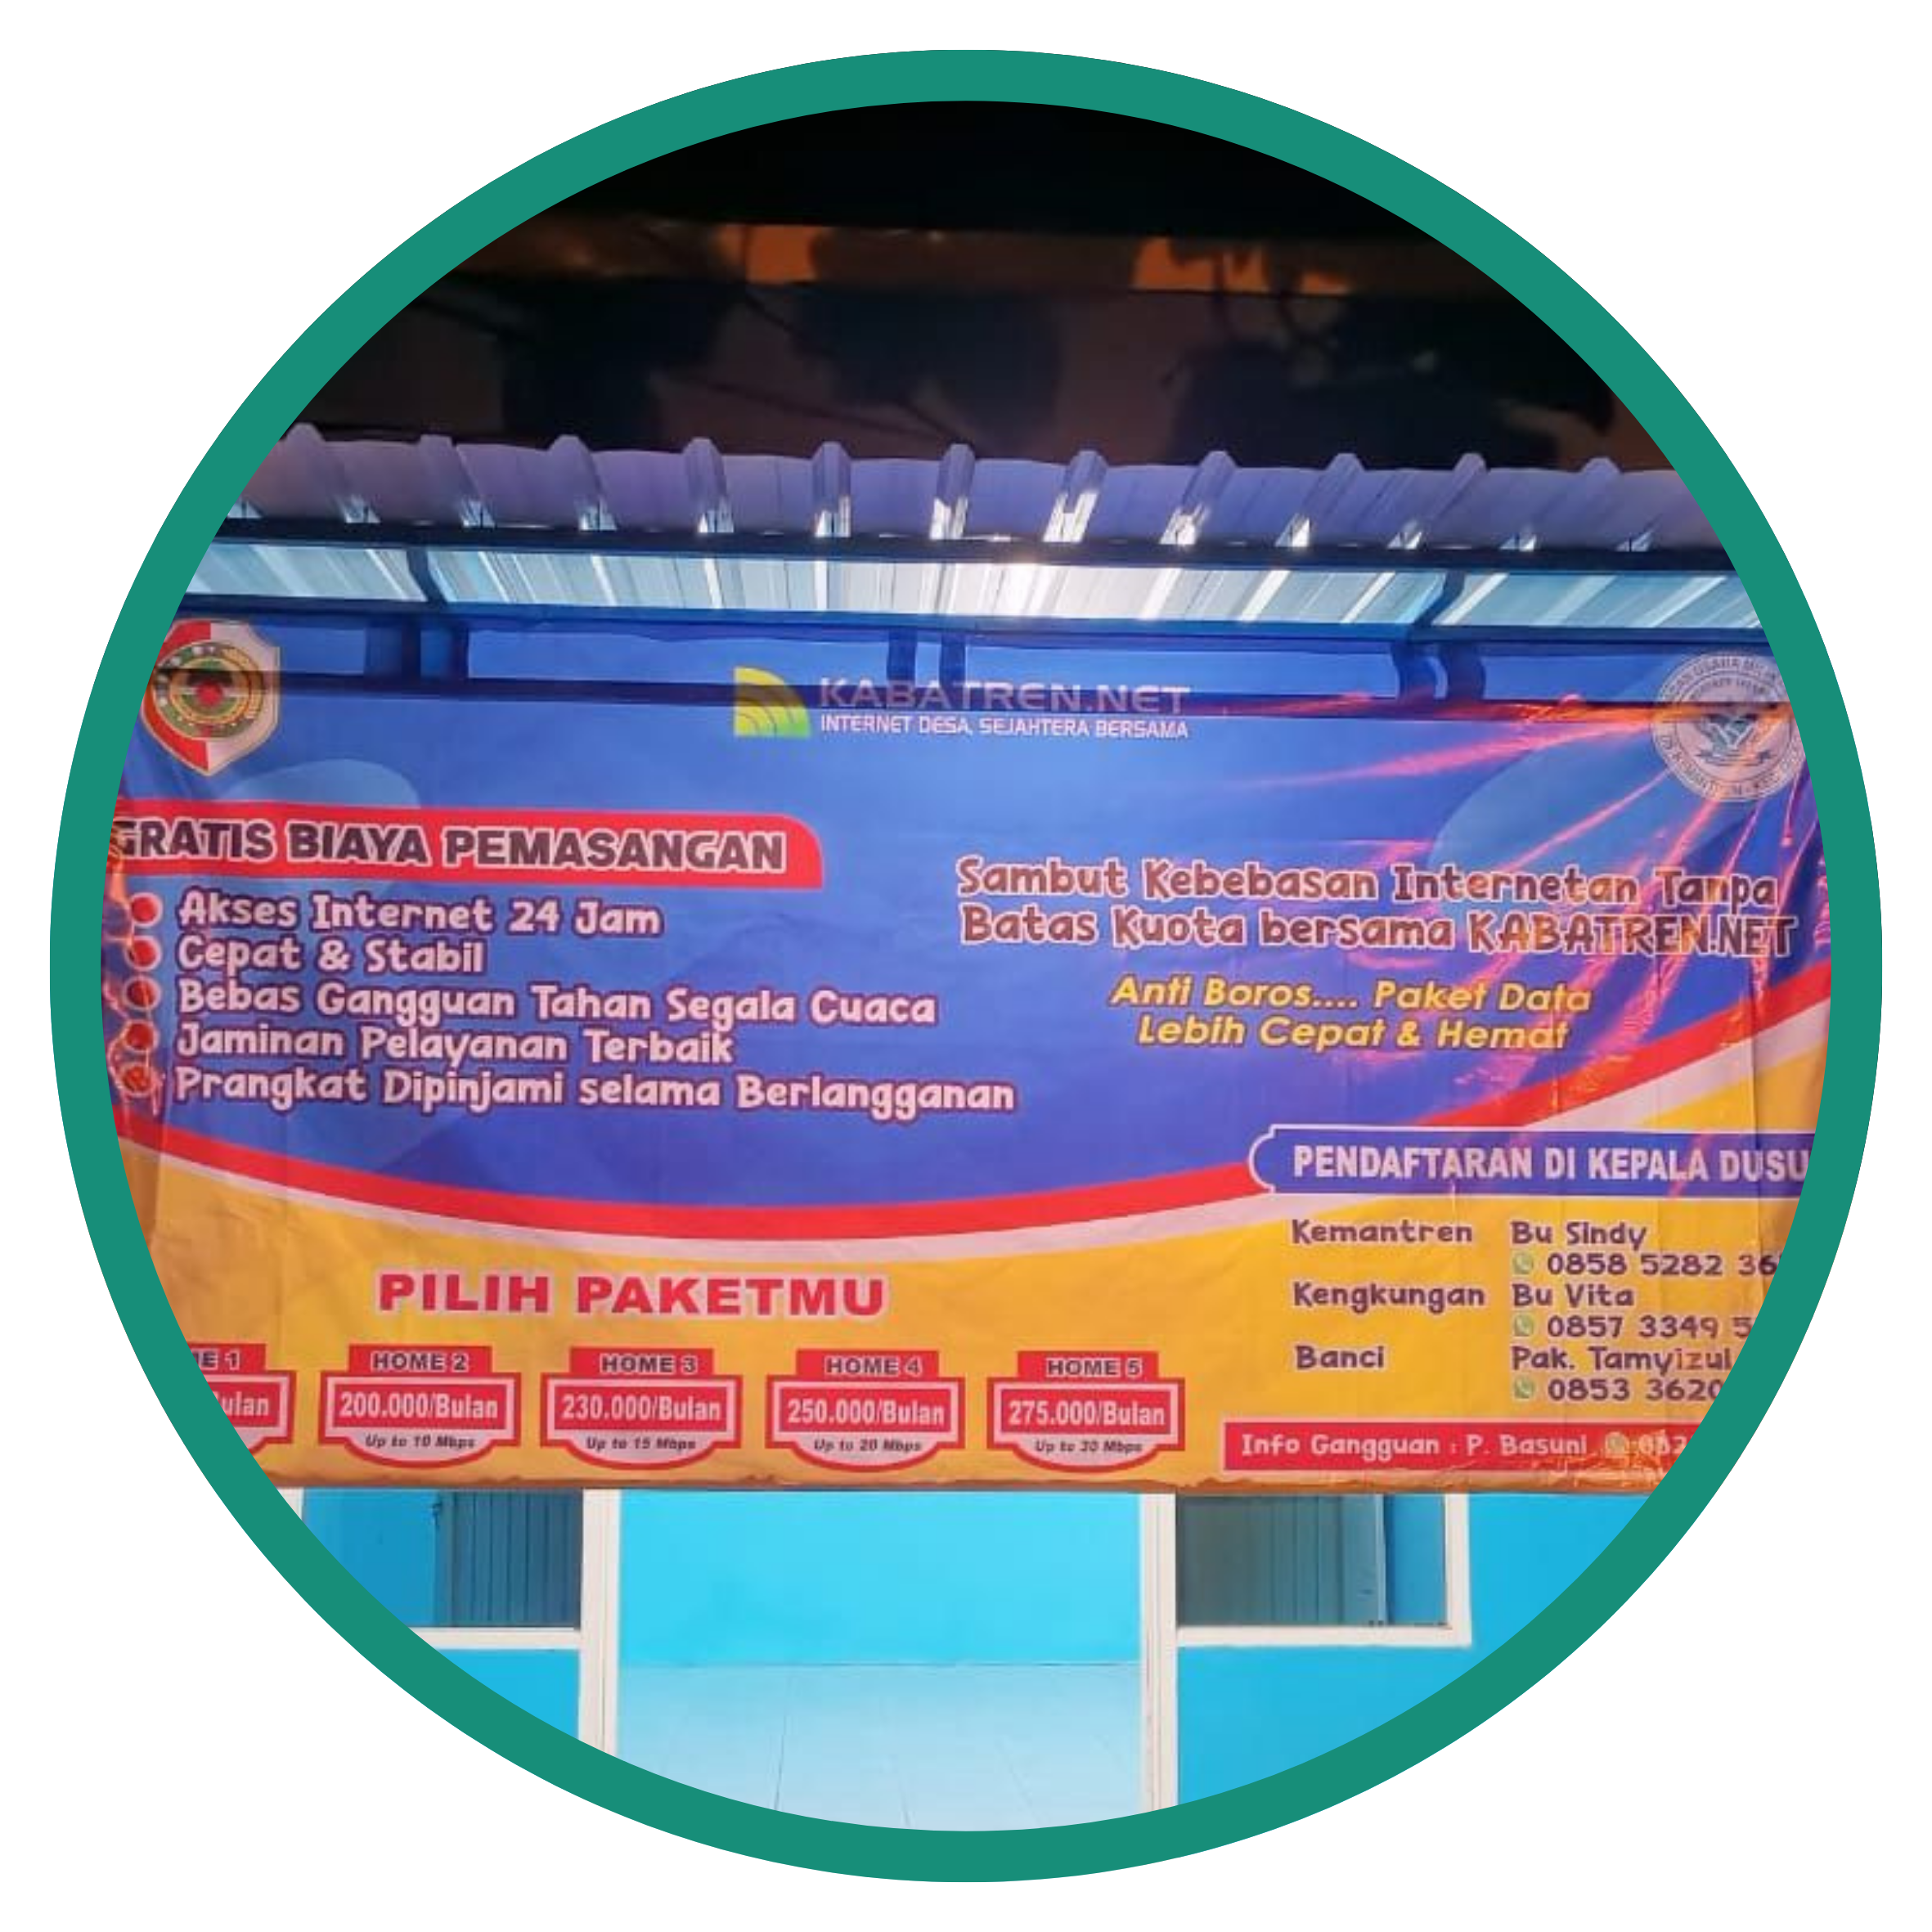 KABATREN.NET
INTERNET DESA, SEJAHTERA BERSAMA
GRATIS BIAYA PEMASANGAN
Akses Internet 24 Jam
Cepat & Stabil
Bebas Gangguan Tahan Segala Cuaca
Jaminan Pelayanan Terbaik
Prangkat Dipinjami selama Berlangganan
Sambut Kebebasan Internetan Tanpa
Batas Kuota bersama KABATREN.NET
Anti Boros.... Paket Data
Lebih Cepat & Hemat
PENDAFTARAN DI KEPALA DUSU
Kemantren Bu Sindy
0858 5282 36
Kengkungan Bu Vita
0857 3349 5
Banci Pak. Tamyizul
0853 3620
Info Gangguan : P. Basuni
PILIH PAKETMU
E 1
ulan
HOME 2
200.000/Bulan
Up to 10 Mbps
HOME 3
230.000/Bulan
Up to 15 Mbps
HOME 4
250.000/Bulan
Up to 20 Mbps
HOME 5
275.000/Bulan
Up to 30 Mbps